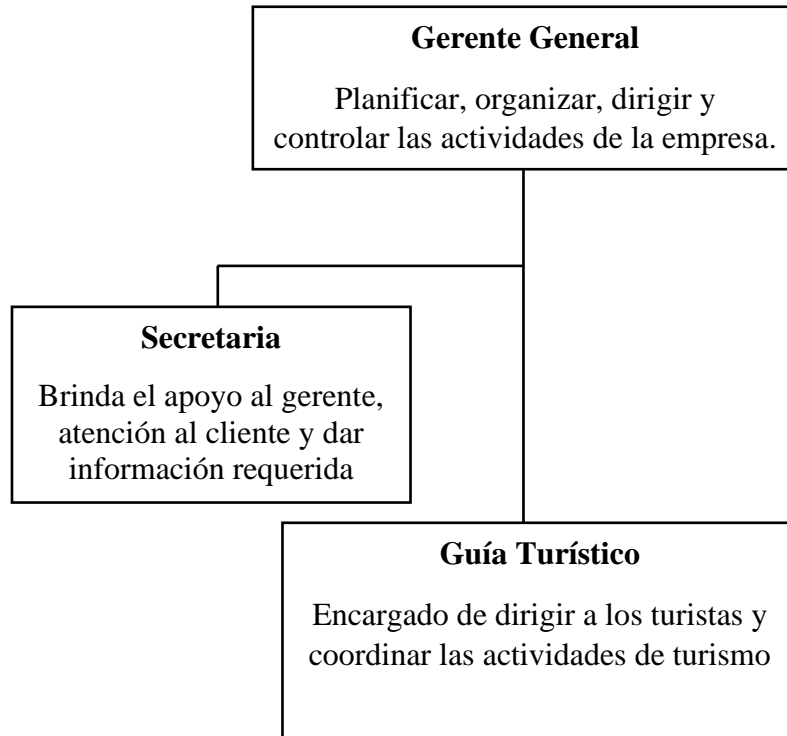 Gerente General
Planificar, organizar, dirigir y
controlar las actividades de la empresa.
Secretaria
Brinda el apoyo al gerente,
atención al cliente y dar
información requerida
Guía Turístico
Encargado de dirigir a los turistas y
coordinar las actividades de turismo